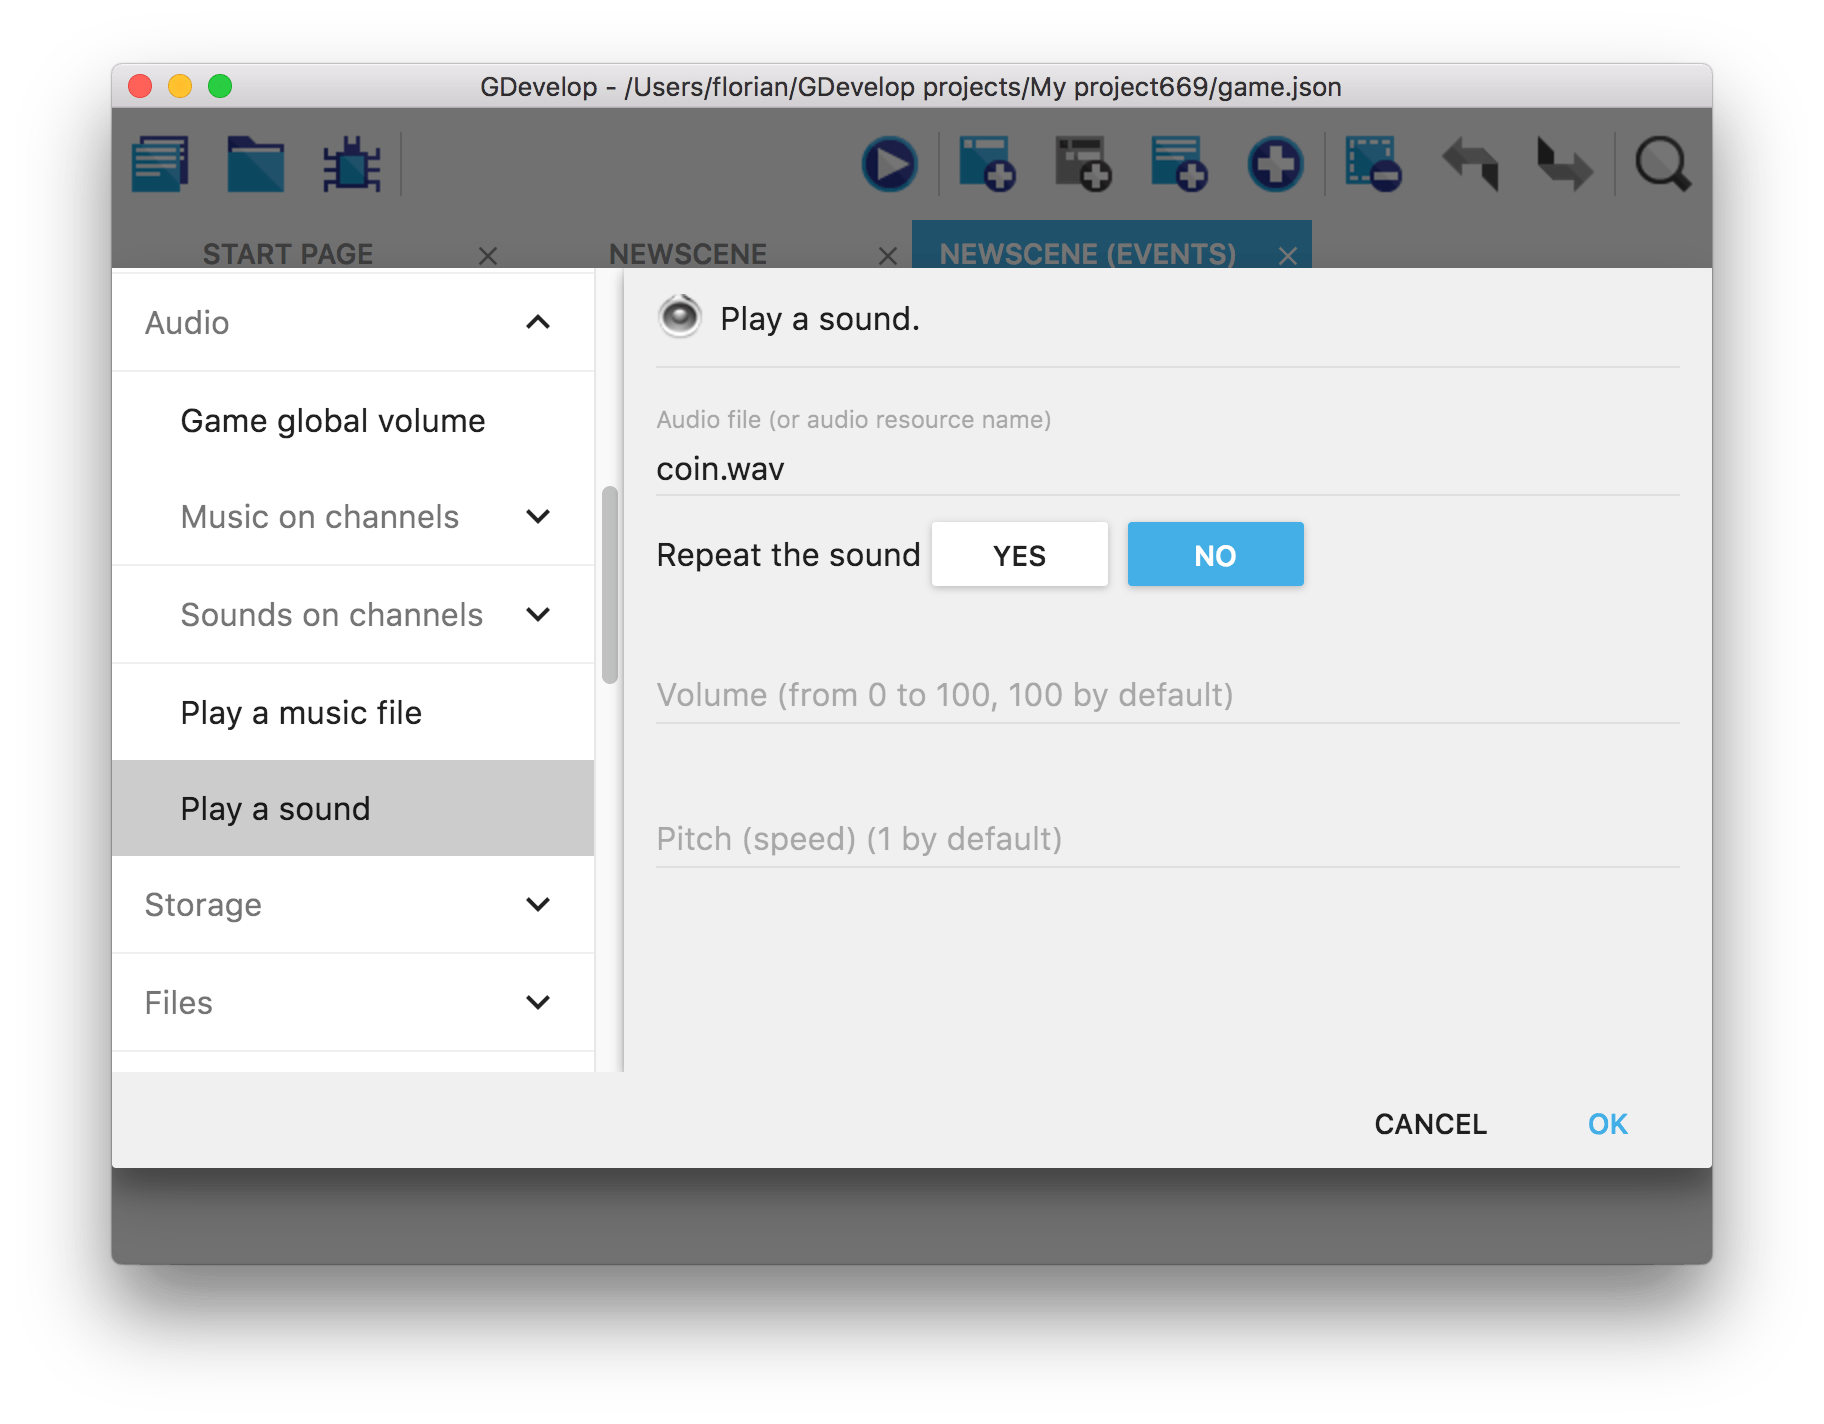 GDevelop - /Users/florian/GDevelop projects/My project669/game.json
START PAGE
NEWSCENE
NEWSCENE (EVENTS)
Audio
Game global volume
Music on channels
Sounds on channels
Play a music file
Play a sound
Storage
Files
Play a sound.
Audio file (or audio resource name)
coin.wav
Repeat the sound YES NO
Volume (from 0 to 100, 100 by default)
Pitch (speed) (1 by default)
CANCEL OK